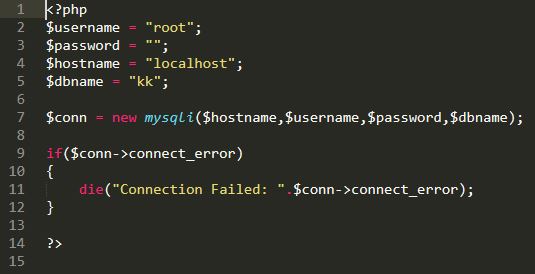 1 <?php
2 $username = "root";
3 $password = "";
4 $hostname = "localhost";
5 $dbname = "kk";
6
7 $conn = new mysqli($hostname,$username,$password,$dbname);
8
9 if($conn->connect_error)
10 {
11     die("Connection Failed: ".$conn->connect_error);
12 }
13
14 ?>
15